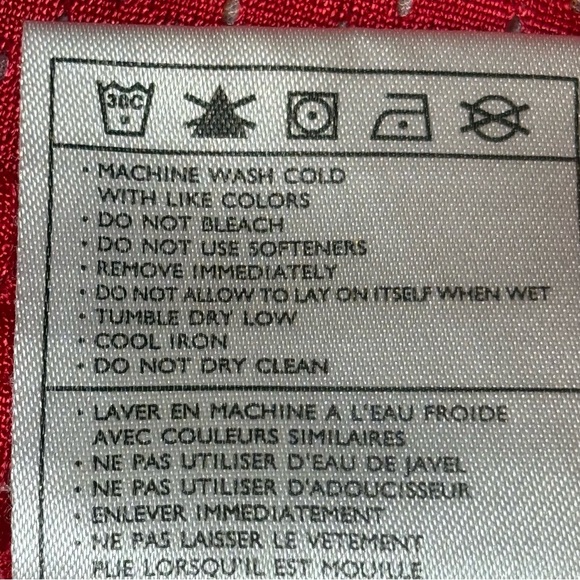 30C
• MACHINE WASH COLD
WITH LIKE COLORS
• DO NOT BLEACH
• DO NOT USE SOFTENERS
• REMOVE IMMEDIATELY
• DO NOT ALLOW TO LAY ON ITSELF WHEN WET
• TUMBLE DRY LOW
• COOL IRON
• DO NOT DRY CLEAN
• LAVER EN MACHINE A L'EAU FROIDE
AVEC COULEURS SIMILAIRES
• NE PAS UTILISER D'EAU DE JAVEL
• NE PAS UTILISER D'ADOUCISSEUR
• ENLEVER IMMEDIATEMENT
• NE PAS LAISSER LE VETEMENT
PLIE LORSQU'IL EST MOUILLE